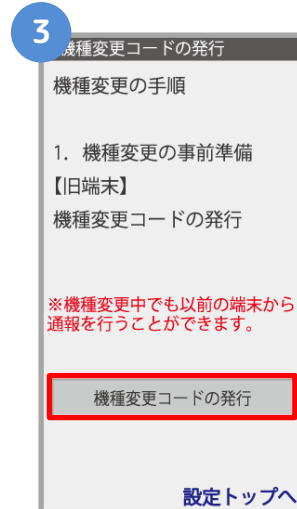 3
機種変更コードの発行
機種変更の手順
1. 機種変更の事前準備
【旧端末】
機種変更コードの発行
※機種変更中でも以前の端末から
通報を行うことができます。
機種変更コードの発行
設定トップへ